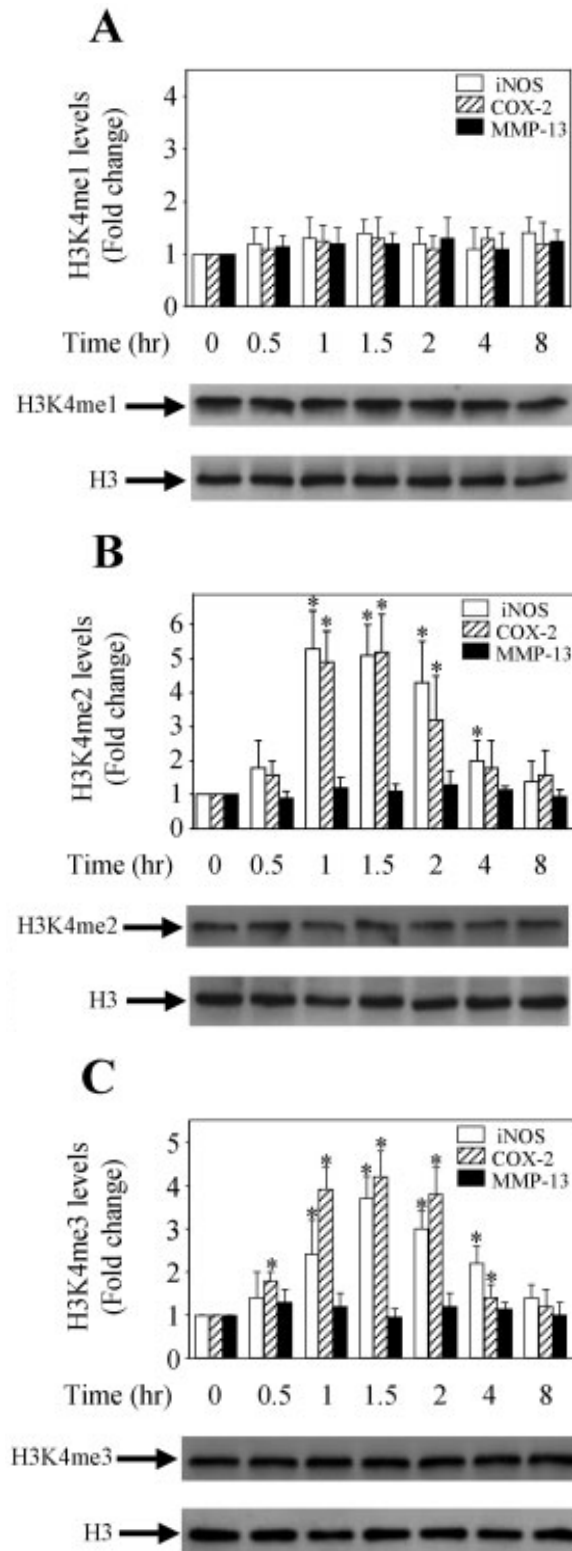 A
H3K4me1 levels
(Fold change)
4
3
2
1
0
iNOS
COX-2
MMP-13
Time (hr) 0 0.5 1 1.5 2 4 8
H3K4me1
H3
B
H3K4me2 levels
(Fold change)
6
5
4
3
2
1
0
* * * * * * *
iNOS
COX-2
MMP-13
Time (hr) 0 0.5 1 1.5 2 4 8
H3K4me2
H3
C
H3K4me3 levels
(Fold change)
5
4
3
2
1
0
* * * * * * * * *
iNOS
COX-2
MMP-13
Time (hr) 0 0.5 1 1.5 2 4 8
H3K4me3
H3